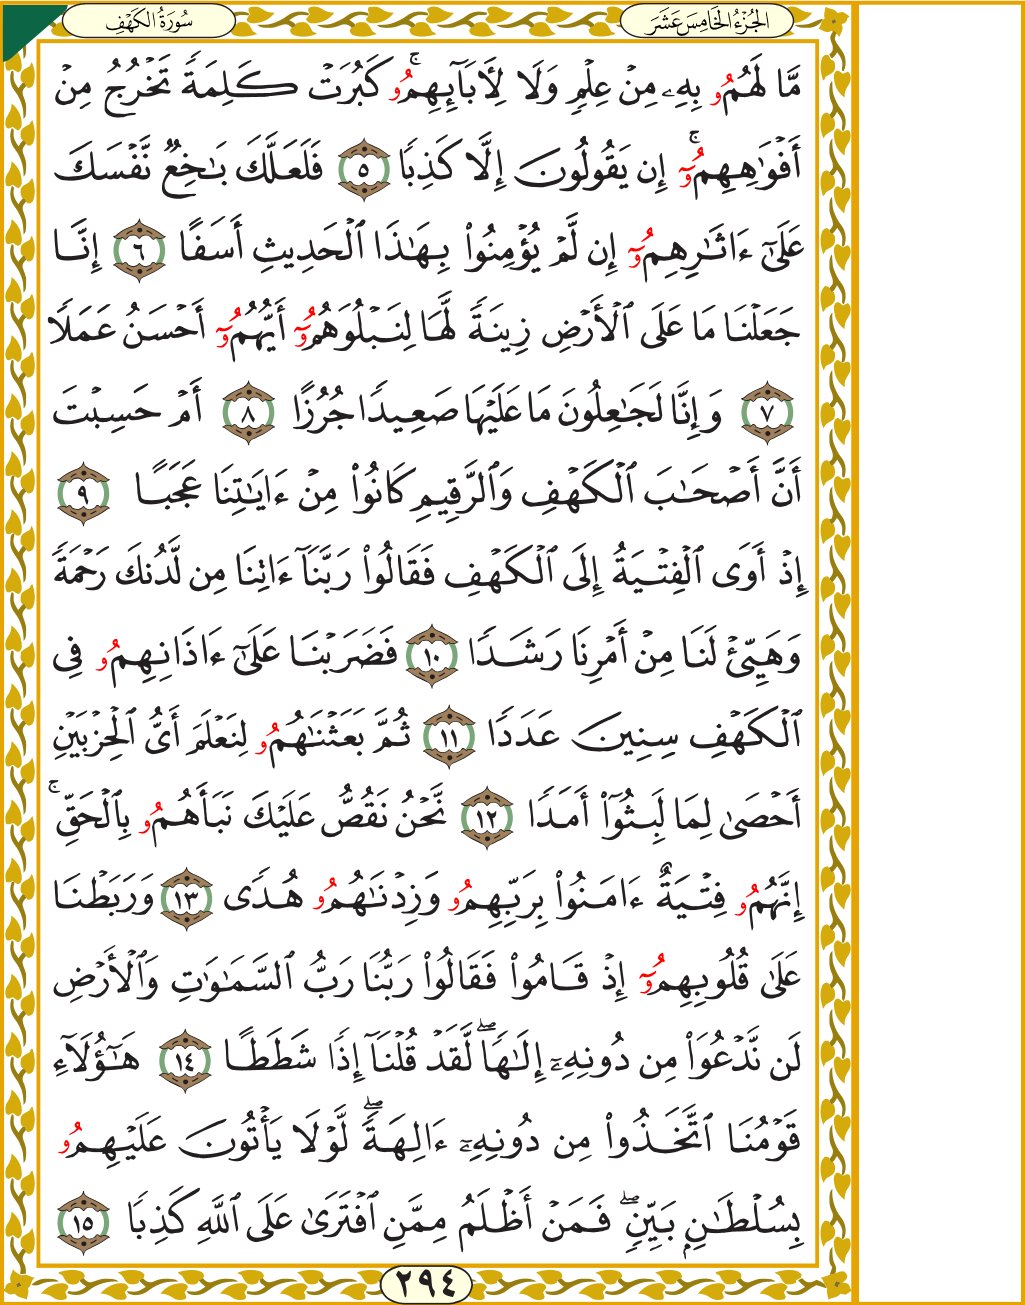 الجُزْءُ الخَامِسَ عَشَرَ
سُورَةُ الكَهْفِ
مَّا لَهُمُۥ بِهِۦ مِنْ عِلْمٍ وَلَا لِأَبَآئِهِمُۥۚ كَبُرَتْ كَلِمَةً تَخْرُجُ مِنْ
أَفْوَٰهِهِمُۥٓۚ إِن يَقُولُونَ إِلَّا كَذِبًا ٥ فَلَعَلَّكَ بَٰخِعٌ نَّفْسَكَ
عَلَىٰٓ ءَاثَٰرِهِمُۥٓ إِن لَّمْ يُؤْمِنُوا۟ بِهَٰذَا ٱلْحَدِيثِ أَسَفًا ٦ إِنَّا
جَعَلْنَا مَا عَلَى ٱلْأَرْضِ زِينَةً لَّهَا لِنَبْلُوَهُمُۥٓ أَيُّهُمُۥٓ أَحْسَنُ عَمَلًا
٧ وَإِنَّا لَجَٰعِلُونَ مَا عَلَيْهَا صَعِيدًا جُرُزًا ٨ أَمْ حَسِبْتَ
أَنَّ أَصْحَٰبَ ٱلْكَهْفِ وَٱلرَّقِيمِ كَانُوا۟ مِنْ ءَايَٰتِنَا عَجَبًا ٩
إِذْ أَوَى ٱلْفِتْيَةُ إِلَى ٱلْكَهْفِ فَقَالُوا۟ رَبَّنَآ ءَاتِنَا مِن لَّدُنكَ رَحْمَةً
وَهَيِّئْ لَنَا مِنْ أَمْرِنَا رَشَدًا ١٠ فَضَرَبْنَا عَلَىٰٓ ءَاذَانِهِمُۥ فِى
ٱلْكَهْفِ سِنِينَ عَدَدًا ١١ ثُمَّ بَعَثْنَٰهُمُۥ لِنَعْلَمَ أَىُّ ٱلْحِزْبَيْنِ
أَحْصَىٰ لِمَا لَبِثُوٓا۟ أَمَدًا ١٢ نَّحْنُ نَقُصُّ عَلَيْكَ نَبَأَهُمُۥ بِٱلْحَقِّۚ
إِنَّهُمُۥ فِتْيَةٌ ءَامَنُوا۟ بِرَبِّهِمُۥ وَزِدْنَٰهُمُۥ هُدًى ١٣ وَرَبَطْنَا
عَلَىٰ قُلُوبِهِمُۥٓ إِذْ قَامُوا۟ فَقَالُوا۟ رَبُّنَا رَبُّ ٱلسَّمَٰوَٰتِ وَٱلْأَرْضِ
لَن نَّدْعُوَا۟ مِن دُونِهِۦٓ إِلَٰهًاۖ لَّقَدْ قُلْنَآ إِذًا شَطَطًا ١٤ هَٰٓؤُلَآءِ
قَوْمُنَا ٱتَّخَذُوا۟ مِن دُونِهِۦٓ ءَالِهَةًۖ لَّوْلَا يَأْتُونَ عَلَيْهِمُۥ
بِسُلْطَٰنٍۭ بَيِّنٍۖ فَمَنْ أَظْلَمُ مِمَّنِ ٱفْتَرَىٰ عَلَى ٱللَّهِ كَذِبًا ١٥
٢٩٤